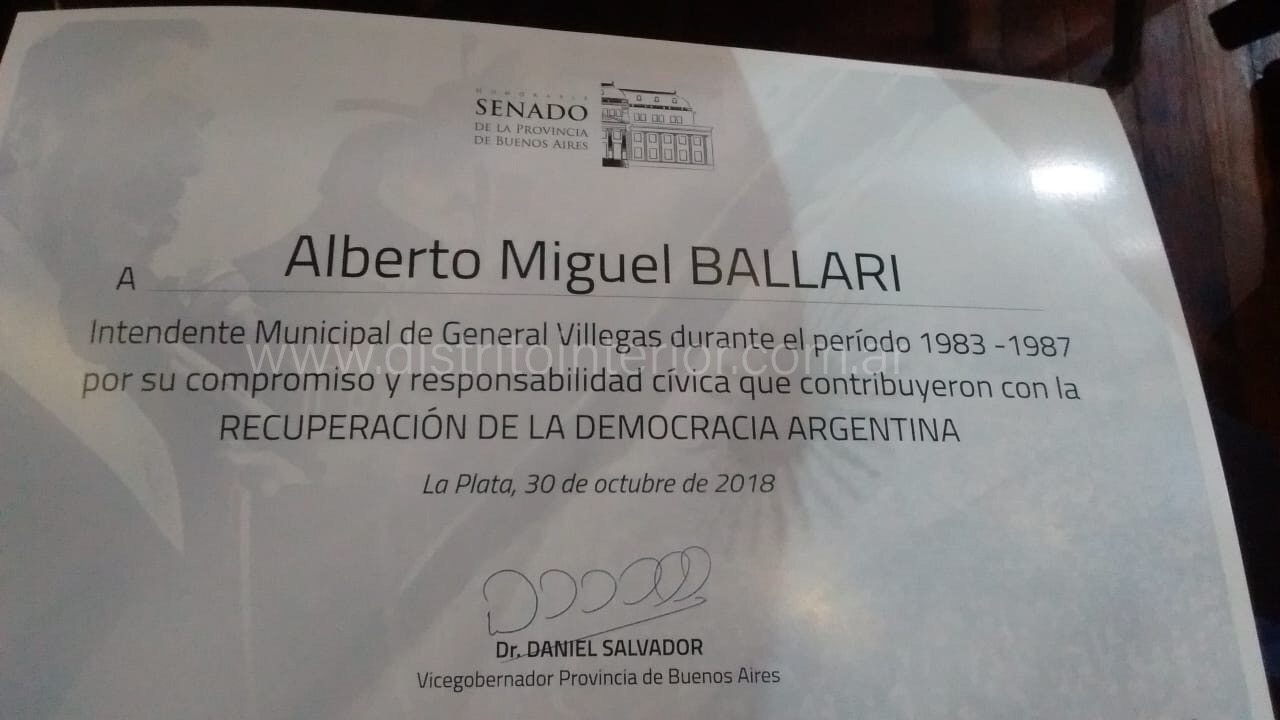 HONORABLE
SENADO
DE LA PROVINCIA
DE BUENOS AIRES
A Alberto Miguel BALLARI
Intendente Municipal de General Villegas durante el período 1983 -1987
www.distritointerior.com.ar
por su compromiso y responsabilidad cívica que contribuyeron con la
RECUPERACIÓN DE LA DEMOCRACIA ARGENTINA
La Plata, 30 de octubre de 2018
Dr. DANIEL SALVADOR
Vicegobernador Provincia de Buenos Aires